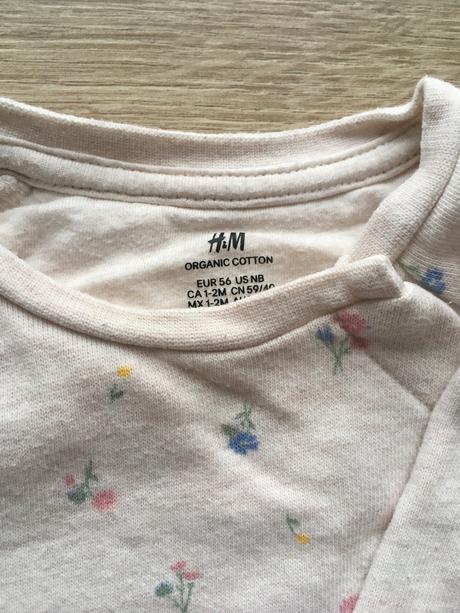 H&M
ORGANIC COTTON
EUR 56 US NB
CA 1-2M CN 59/40
MX 1-2M